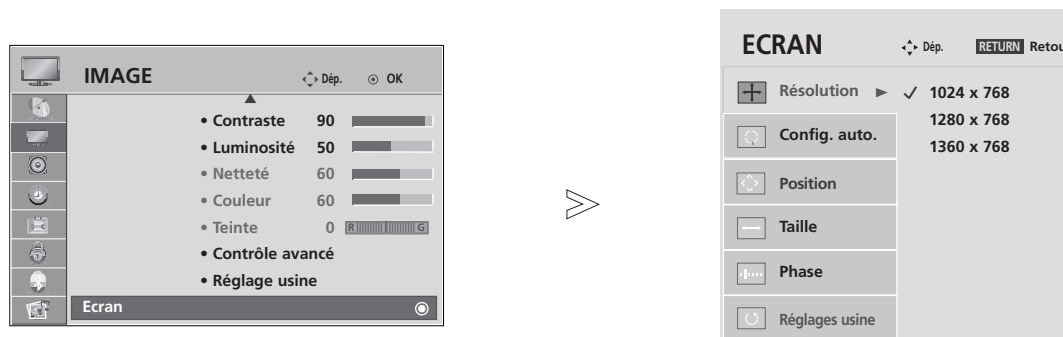 IMAGE Dép. OK
• Contraste 90
• Luminosité 50
• Netteté 60
• Couleur 60
• Teinte 0 R G
• Contrôle avancé
• Réglage usine
Ecran
ECRAN Dép. RETURN Retou
Résolution ✓ 1024 x 768
1280 x 768
Config. auto. 1360 x 768
Position
Taille
Phase
Réglages usine